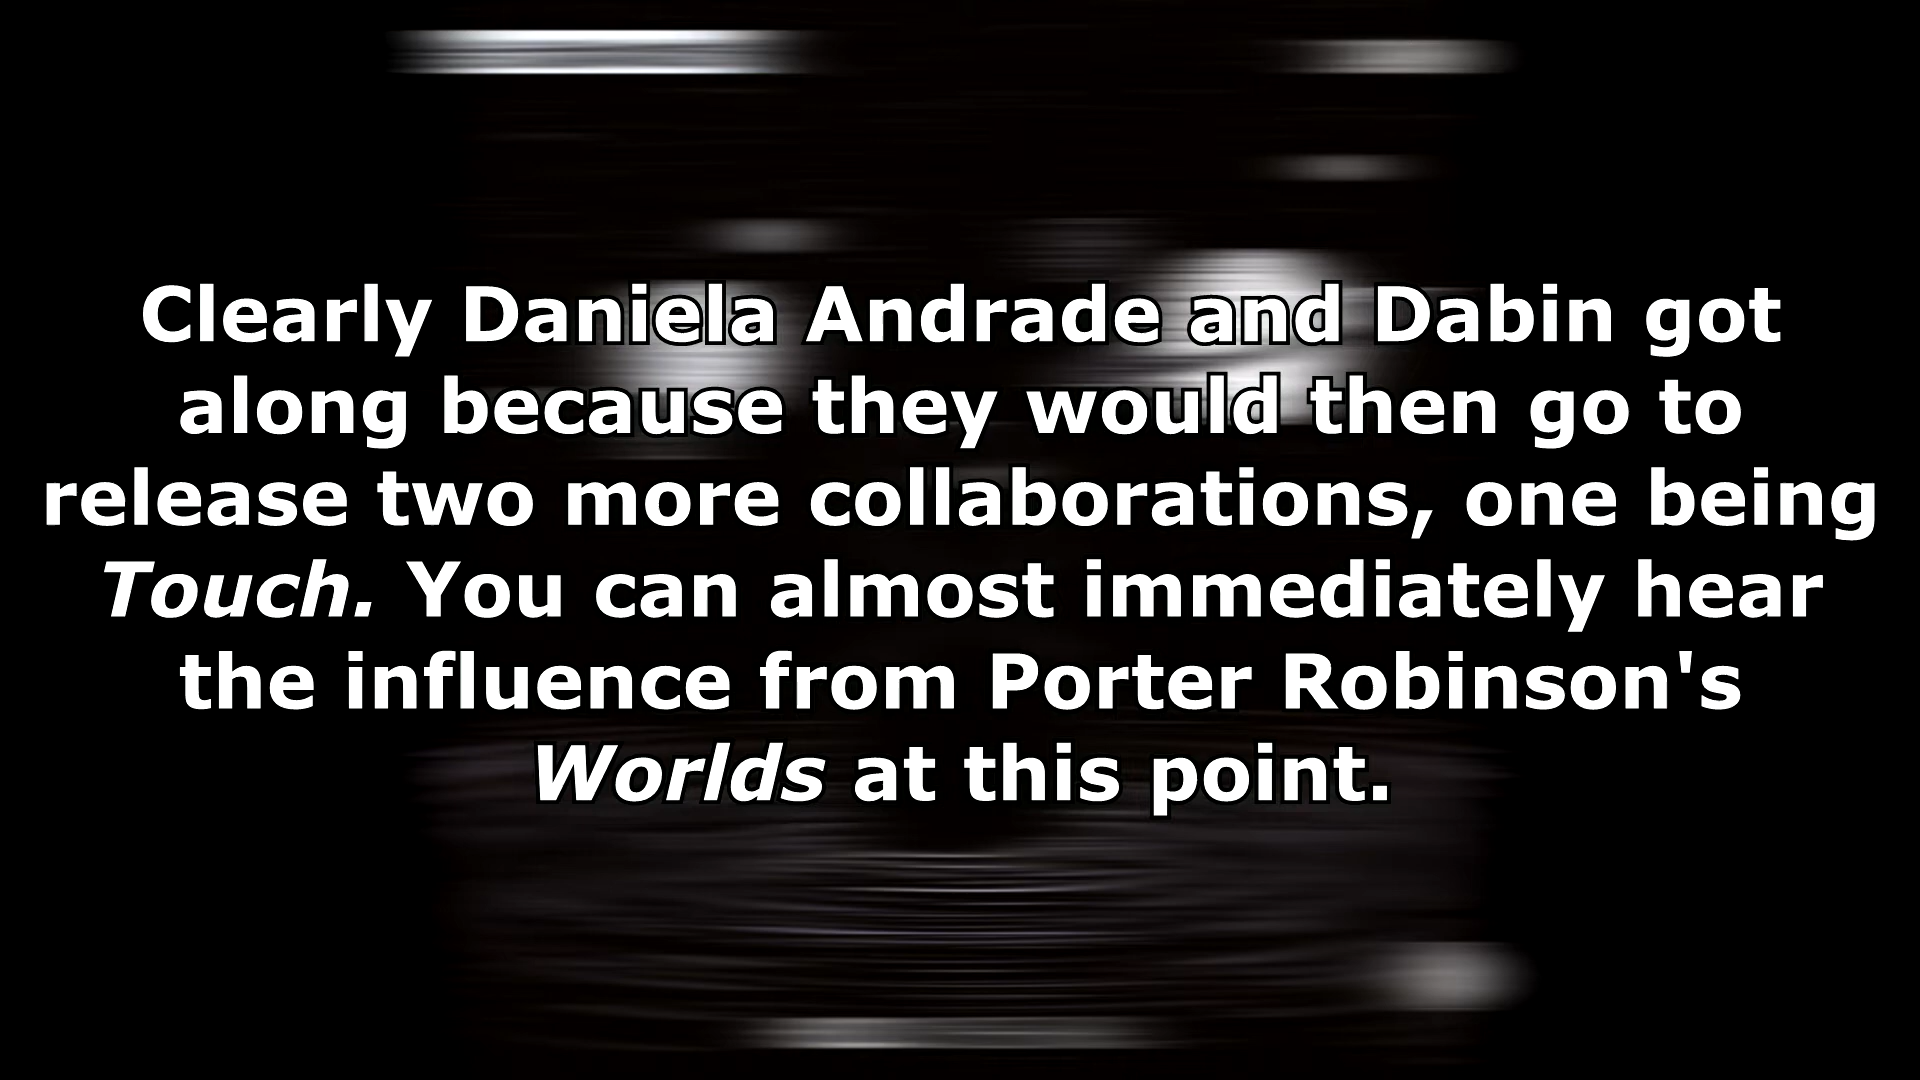 Clearly Daniela Andrade and Dabin got
along because they would then go to
release two more collaborations, one being
Touch. You can almost immediately hear
the influence from Porter Robinson's
Worlds at this point.